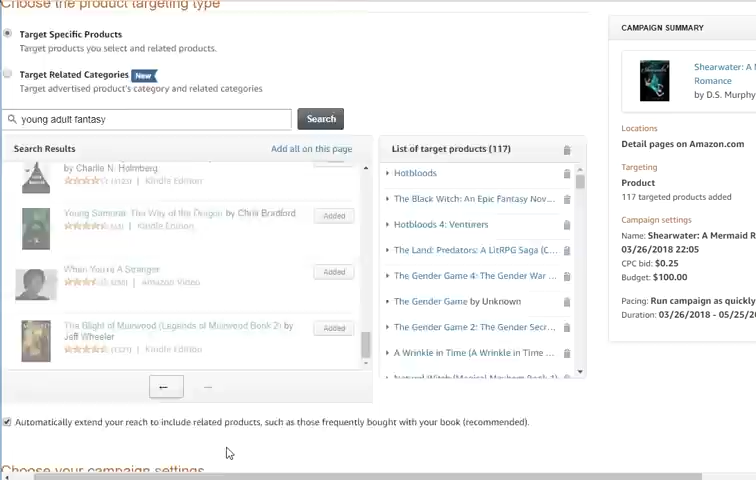 Choose the product targeting type
Target Specific Products
Target products you select and related products.
Target Related Categories New
Target advertised product's category and related categories
young adult fantasy
Search
Search Results
Add all on this page
by Charlie N. Holmberg
Kindle Edition
Young Samurai: The Way of the Dragon by Chris Bradford
Kindle Edition
Added
When You're A Stranger
Amazon Video
Added
The Blight of Muirwood (Legends of Muirwood Book 2) by
Jeff Wheeler
Kindle Edition
Added
List of target products (117)
Hotbloods
The Black Witch: An Epic Fantasy Nov...
Hotbloods 4: Venturers
The Land: Predators: A LitRPG Saga (C...
The Gender Game 4: The Gender War ...
The Gender Game by Unknown
The Gender Game 2: The Gender Secr...
A Wrinkle in Time (A Wrinkle in Time ...
Automatically extend your reach to include related products, such as those frequently bought with your book (recommended).
Choose your campaign settings
CAMPAIGN SUMMARY
Shearwater: A
Romance
by D.S. Murphy
Locations
Detail pages on Amazon.com
Targeting
Product
117 targeted products added
Campaign settings
Name: Shearwater: A Mermaid R
03/26/2018 22:05
CPC bid: $0.25
Budget: $100.00
Pacing: Run campaign as quickly
Duration: 03/26/2018 - 05/25/20